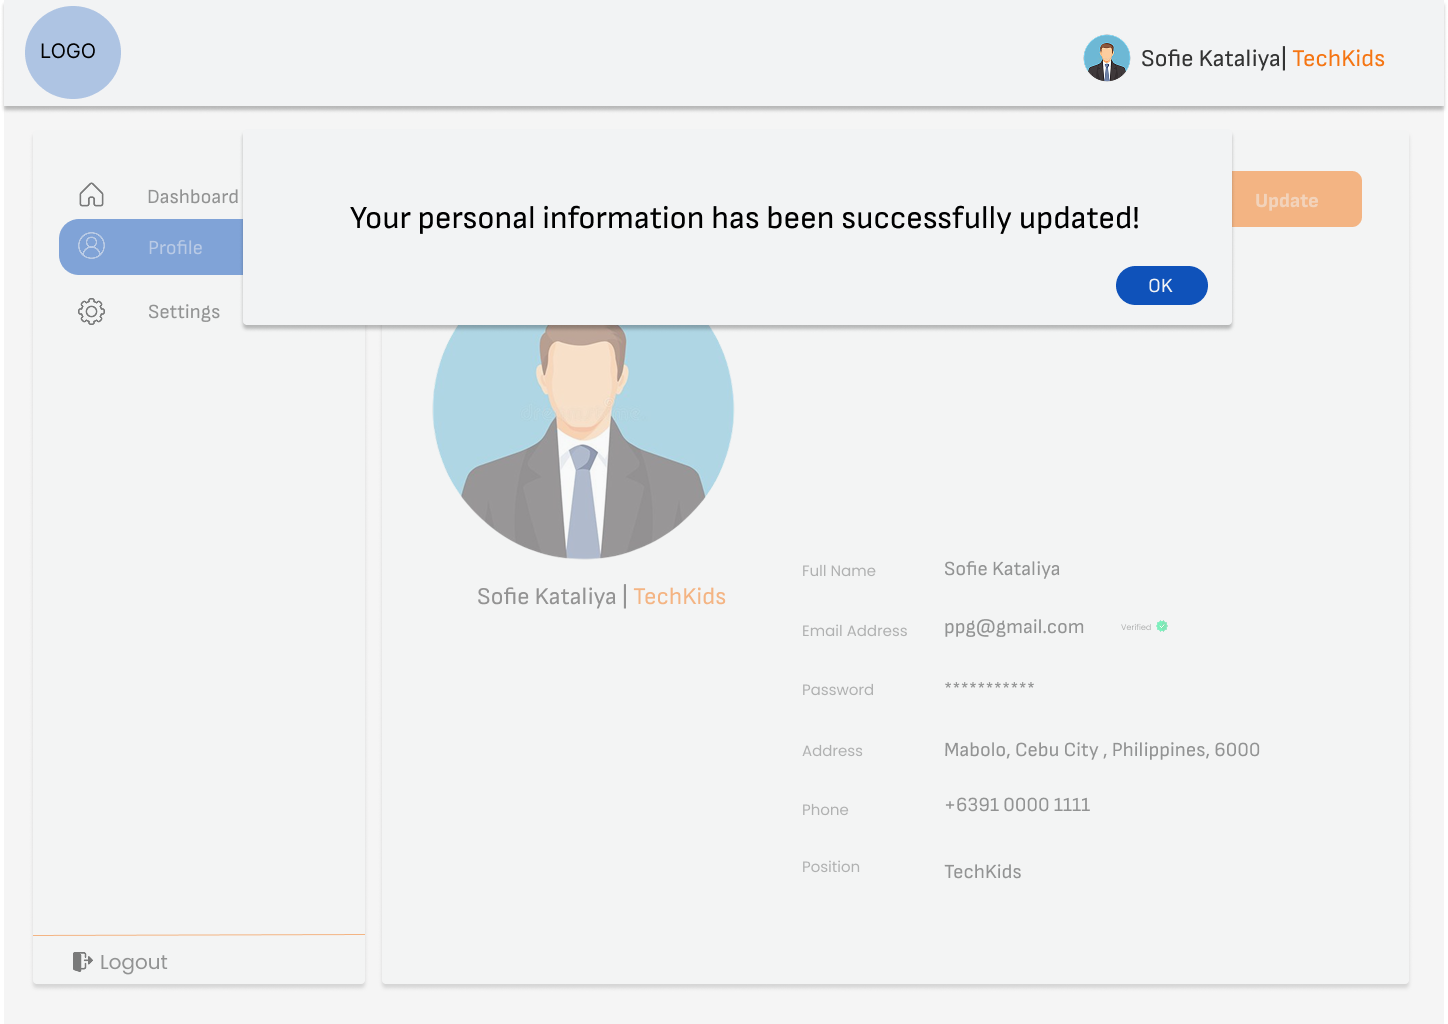 LOGO
Sofie Kataliya| TechKids
Dashboard
Profile
Settings
Your personal information has been successfully updated!
OK
Update
Sofie Kataliya | TechKids
Full Name Sofie Kataliya
Email Address ppg@gmail.com Verified
Password ***********
Address Mabolo, Cebu City , Philippines, 6000
Phone +6391 0000 1111
Position TechKids
Logout